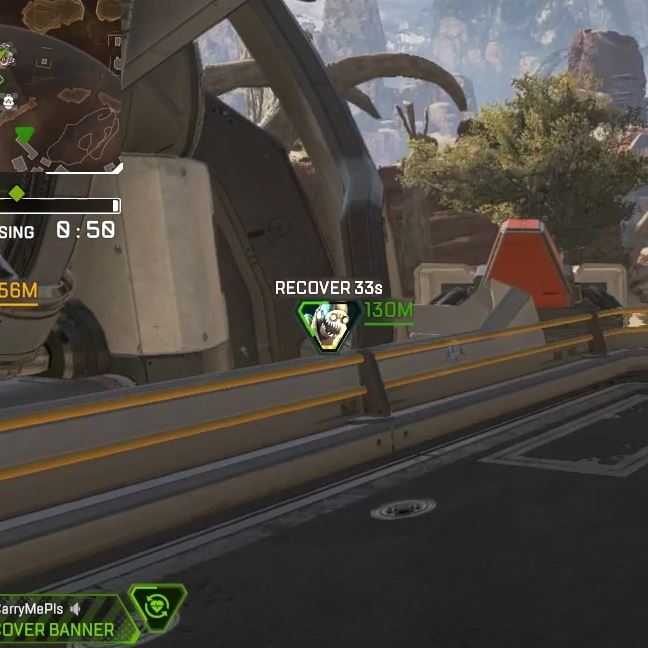 SING 0:50
56M
RECOVER 33s
130M
CarryMePls
OVER BANNER